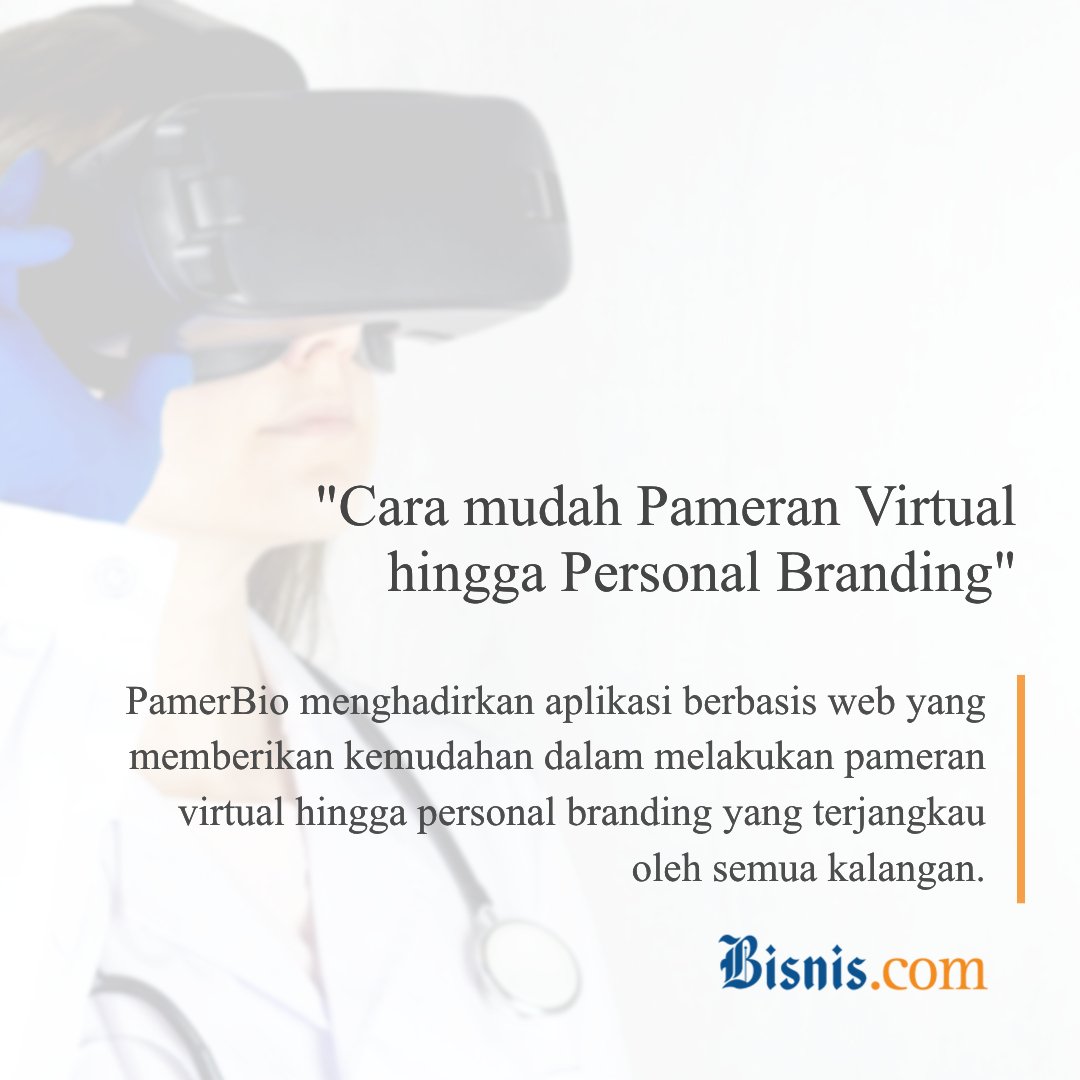 "Cara mudah Pameran Virtual
hingga Personal Branding"
PamerBio menghadirkan aplikasi berbasis web yang
memberikan kemudahan dalam melakukan pameran
virtual hingga personal branding yang terjangkau
oleh semua kalangan.
Bisnis.com